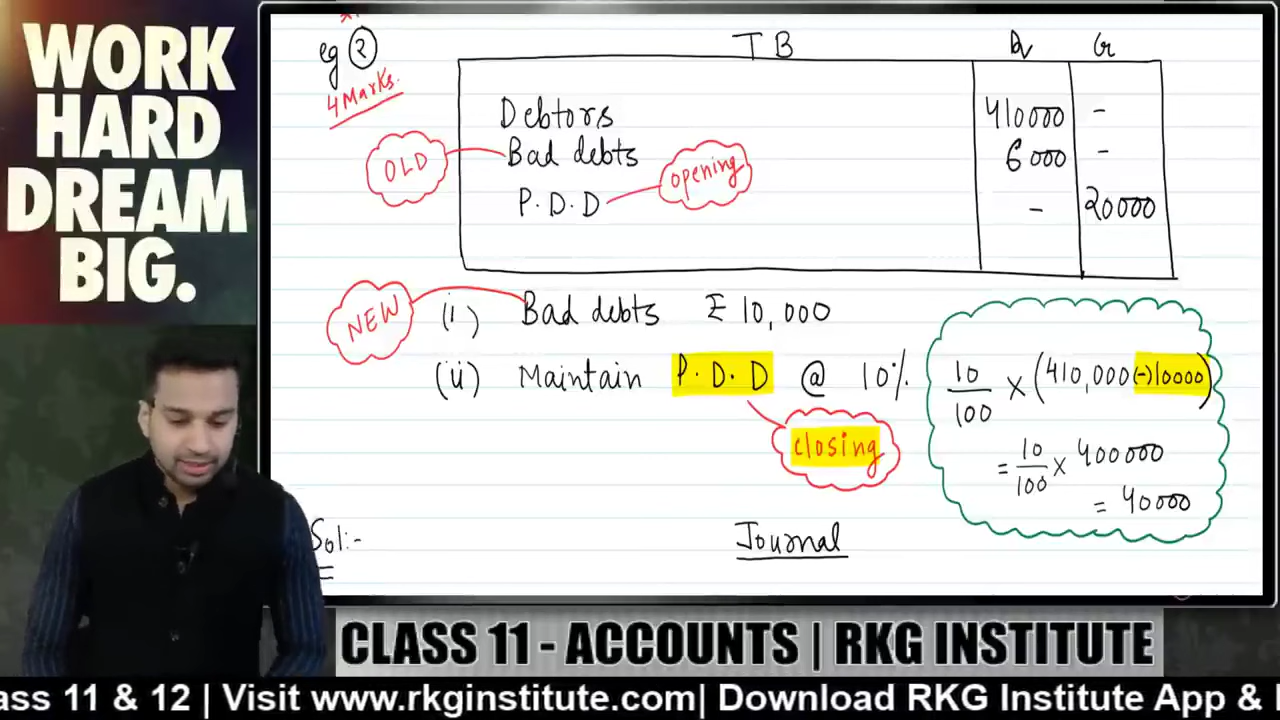 WORK
HARD
DREAM
BIG.
eg ②
4 Marks.
T B Dr Cr
Debtors 410000 -
OLD Bad debts 6000 -
P.D.D opening - 20000
NEW (i) Bad debts ₹ 10,000
(ii) Maintain P.D.D @ 10%.
closing
10/100 × (410,000 (-)10000)
= 10/100 × 400000
= 40000
Sol:-
Journal
CLASS 11 - ACCOUNTS | RKG INSTITUTE
lass 11 & 12 | Visit www.rkginstitute.com| Download RKG Institute App &